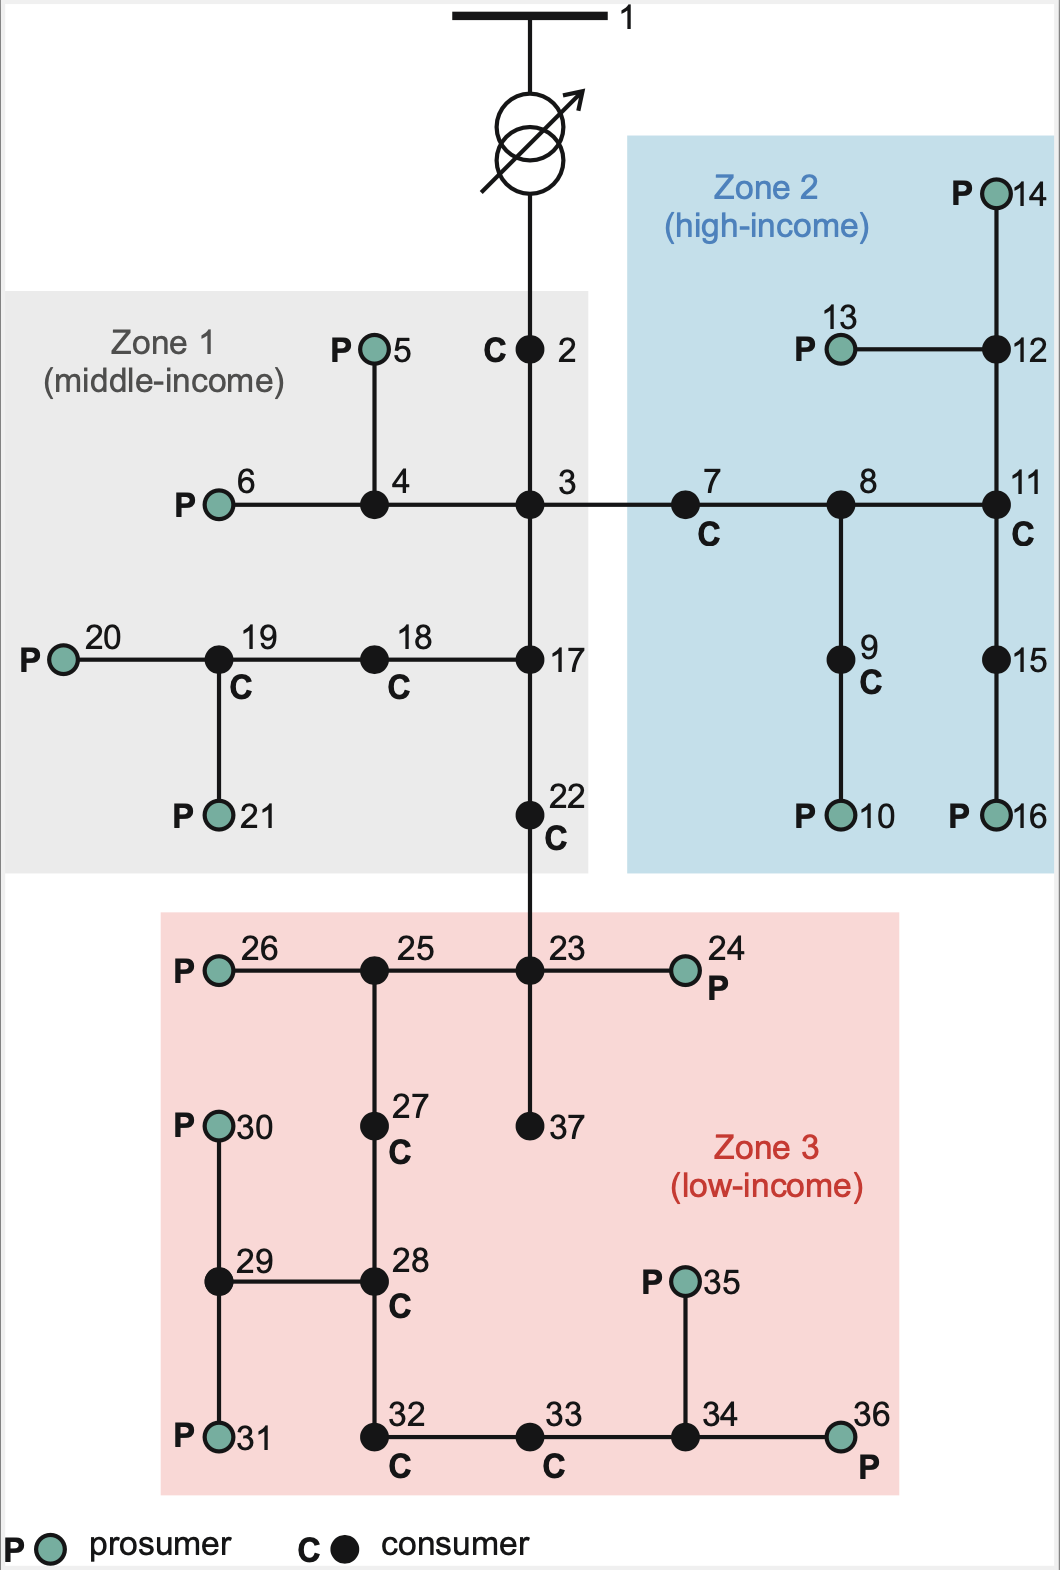 1
Zone 2
(high-income)
P 14
13
P
12
Zone 1
(middle-income)
P 5
C 2
6
P
4
3
7
C
8
11
C
20
P
19
C
18
C
17
9
C
15
22
C
P 21
P 10
P 16
26
P
25
23
24
P
27
C
P 30
37
Zone 3
(low-income)
29
28
C
P 35
P 31
32
C
33
C
34
36
P
P prosumer C consumer